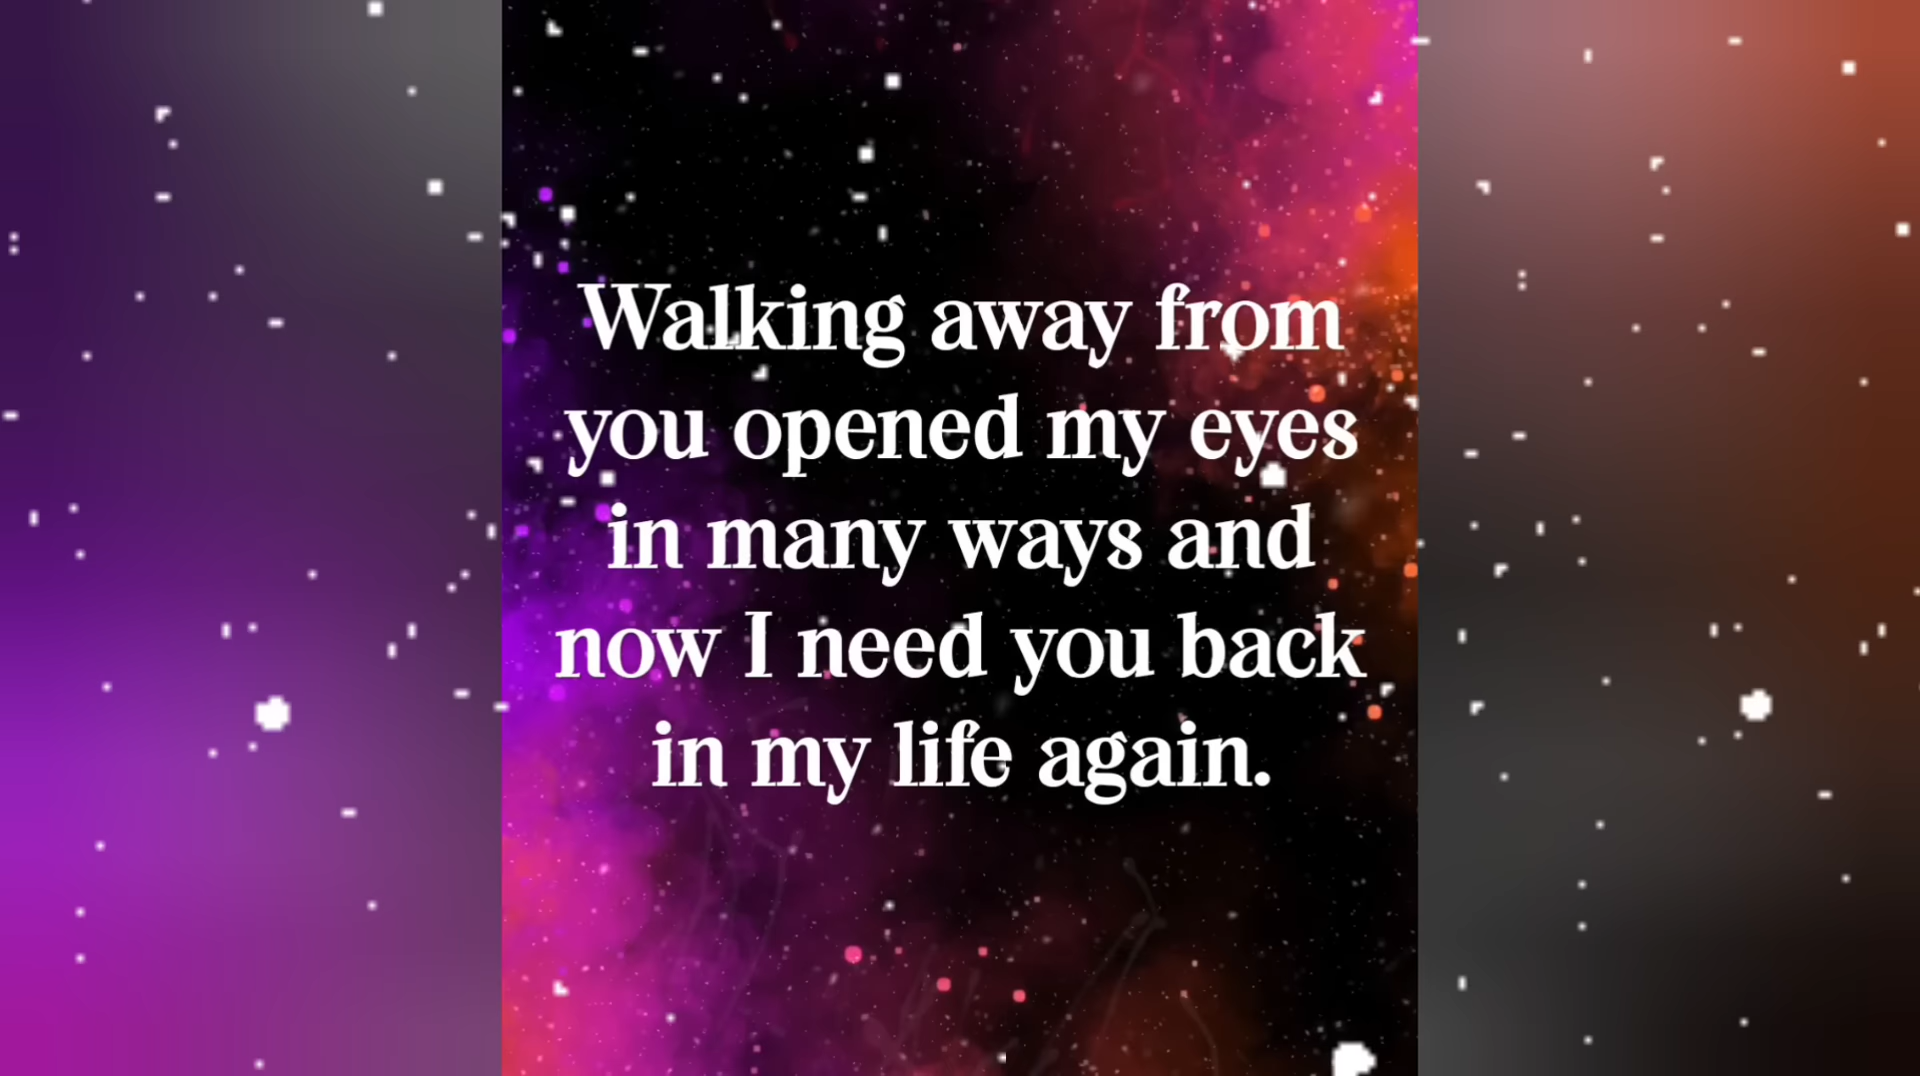 Walking away from
you opened my eyes
in many ways and
now I need you back
in my life again.